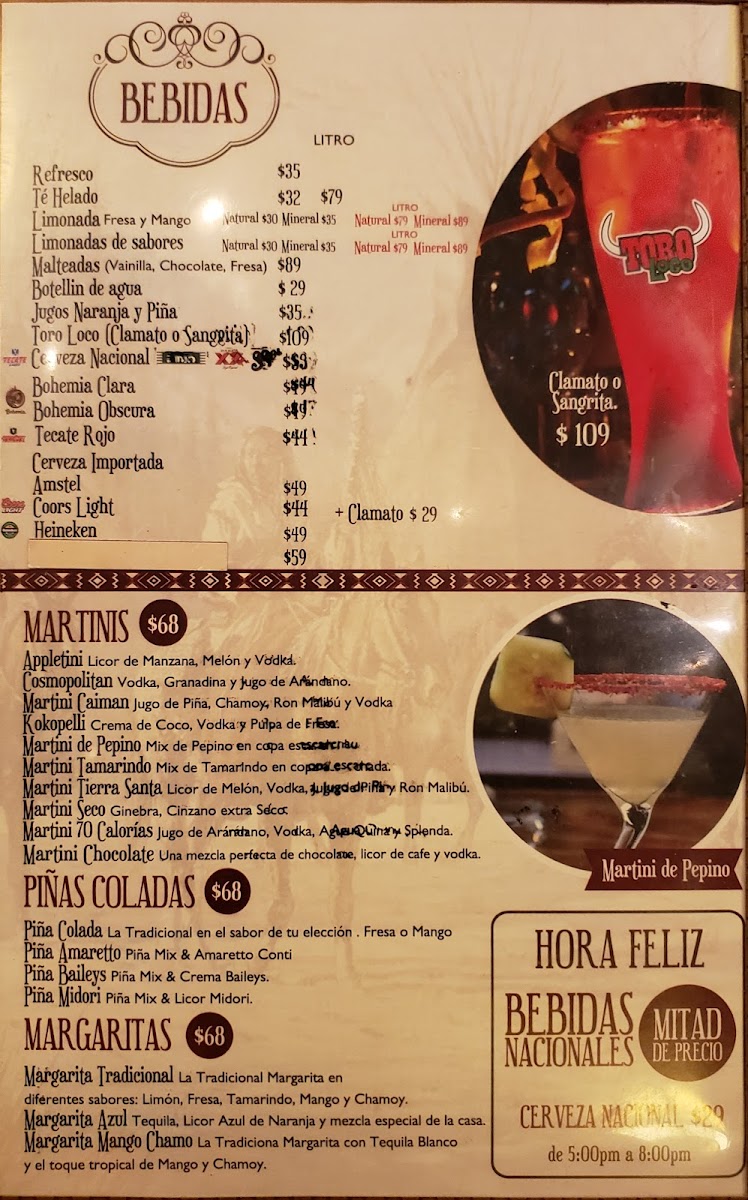 BEBIDAS
LITRO
Refresco $35
Té Helado $32 $79
LITRO
Limonada Fresa y Mango Natural $30 Mineral $35 Natural $79 Mineral $89
LITRO
Limonadas de sabores Natural $30 Mineral $35 Natural $79 Mineral $89
Malteadas (Vainilla, Chocolate, Fresa) $89
Botellin de agua $ 29
Jugos Naranja y Piña $35
Toro Loco (Clamato o Sangrita) $109
TECATE Cerveza Nacional XX
Bohemia Clara
Bohemia Obscura
Tecate Rojo $44
Cerveza Importada
Amstel $49
Coors Light $44 + Clamato $ 29
Heineken $49
$59
TORO
Loco
Clamato o
Sangrita.
$ 109
MARTINIS $68
Appletini Licor de Manzana, Melón y Vodka.
Cosmopolitan Vodka, Granadina y Jugo de Arándano.
Martini Caiman Jugo de Piña, Chamoy, Ron Malibú y Vodka
Kokopelli Crema de Coco, Vodka y Pulpa de Fresa.
Martini de Pepino Mix de Pepino en copa
Martini Tamarindo Mix de Tamarindo en
Martini Tierra Santa Licor de Melón, Vodka, y Ron Malibú.
Martini Seco Ginebra, Cinzano extra Seco.
Martini 70 Calorías Jugo de Arándano, Vodka, Splenda.
Martini Chocolate Una mezcla perfecta de chocolate, licor de cafe y vodka.
Martini de Pepino
PIÑAS COLADAS $68
Piña Colada La Tradicional en el sabor de tu elección . Fresa o Mango
Piña Amaretto Piña Mix & Amaretto Conti
Piña Baileys Piña Mix & Crema Baileys.
Piña Midori Piña Mix & Licor Midori.
MARGARITAS $68
Margarita Tradicional La Tradicional Margarita en
diferentes sabores: Limón, Fresa, Tamarindo, Mango y Chamoy.
Margarita Azul Tequila, Licor Azul de Naranja y mezcla especial de la casa.
Margarita Mango Chamo La Tradiciona Margarita con Tequila Blanco
y el toque tropical de Mango y Chamoy.
HORA FELIZ
BEBIDAS
NACIONALES
MITAD
DE PRECIO
CERVEZA NACIONAL $29
de 5:00pm a 8:00pm